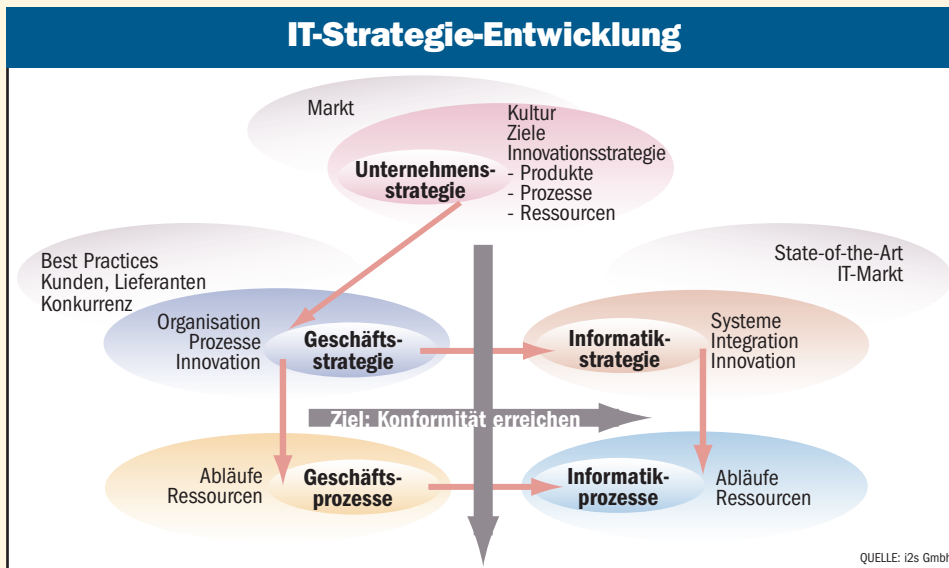 IT-Strategie-Entwicklung
Markt
Kultur
Ziele
Innovationsstrategie
- Produkte
- Prozesse
- Ressourcen
Unternehmens-
strategie
Best Practices
Kunden, Lieferanten
Konkurrenz
State-of-the-Art
IT-Markt
Organisation
Prozesse
Innovation
Geschäfts-
strategie
Informatik-
strategie
Systeme
Integration
Innovation
Ziel: Konformität erreichen
Abläufe
Ressourcen
Geschäfts-
prozesse
Informatik-
prozesse
Abläufe
Ressourcen
QUELLE: i2s GmbH